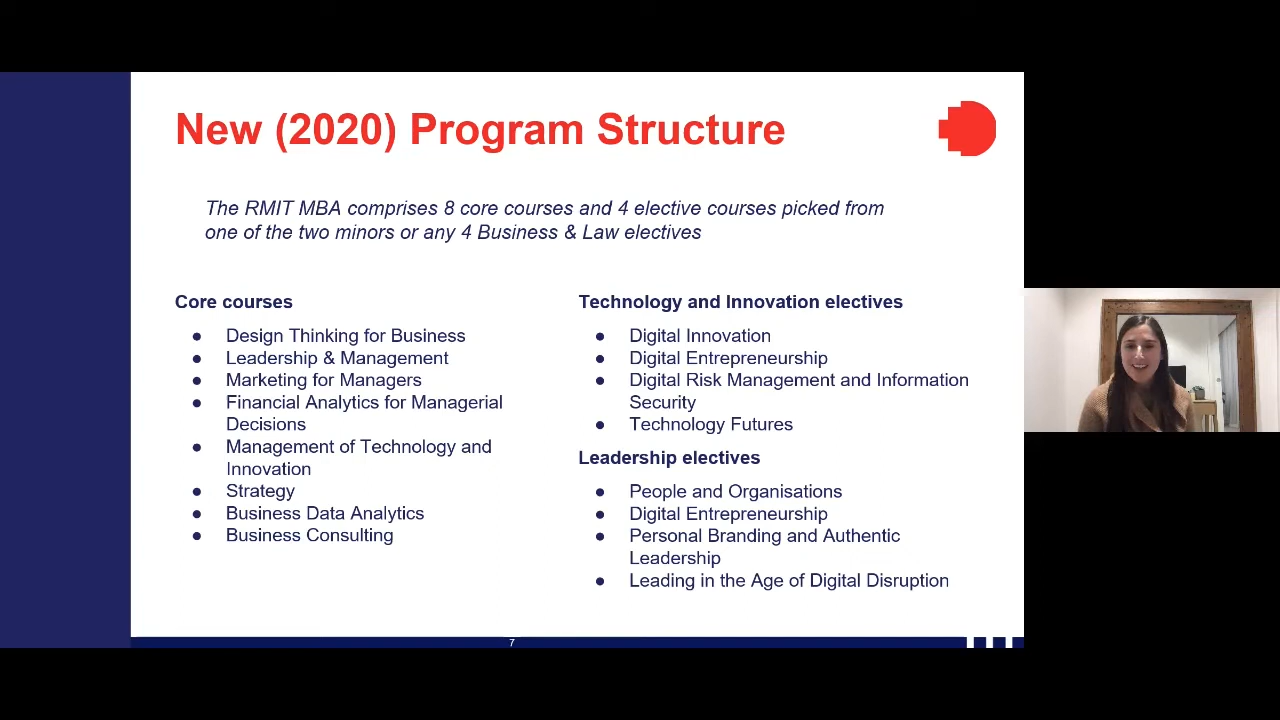 New (2020) Program Structure
The RMIT MBA comprises 8 core courses and 4 elective courses picked from
one of the two minors or any 4 Business & Law electives
Core courses
● Design Thinking for Business
● Leadership & Management
● Marketing for Managers
● Financial Analytics for Managerial
Decisions
● Management of Technology and
Innovation
● Strategy
● Business Data Analytics
● Business Consulting
Technology and Innovation electives
● Digital Innovation
● Digital Entrepreneurship
● Digital Risk Management and Information
Security
● Technology Futures
Leadership electives
● People and Organisations
● Digital Entrepreneurship
● Personal Branding and Authentic
Leadership
● Leading in the Age of Digital Disruption
7